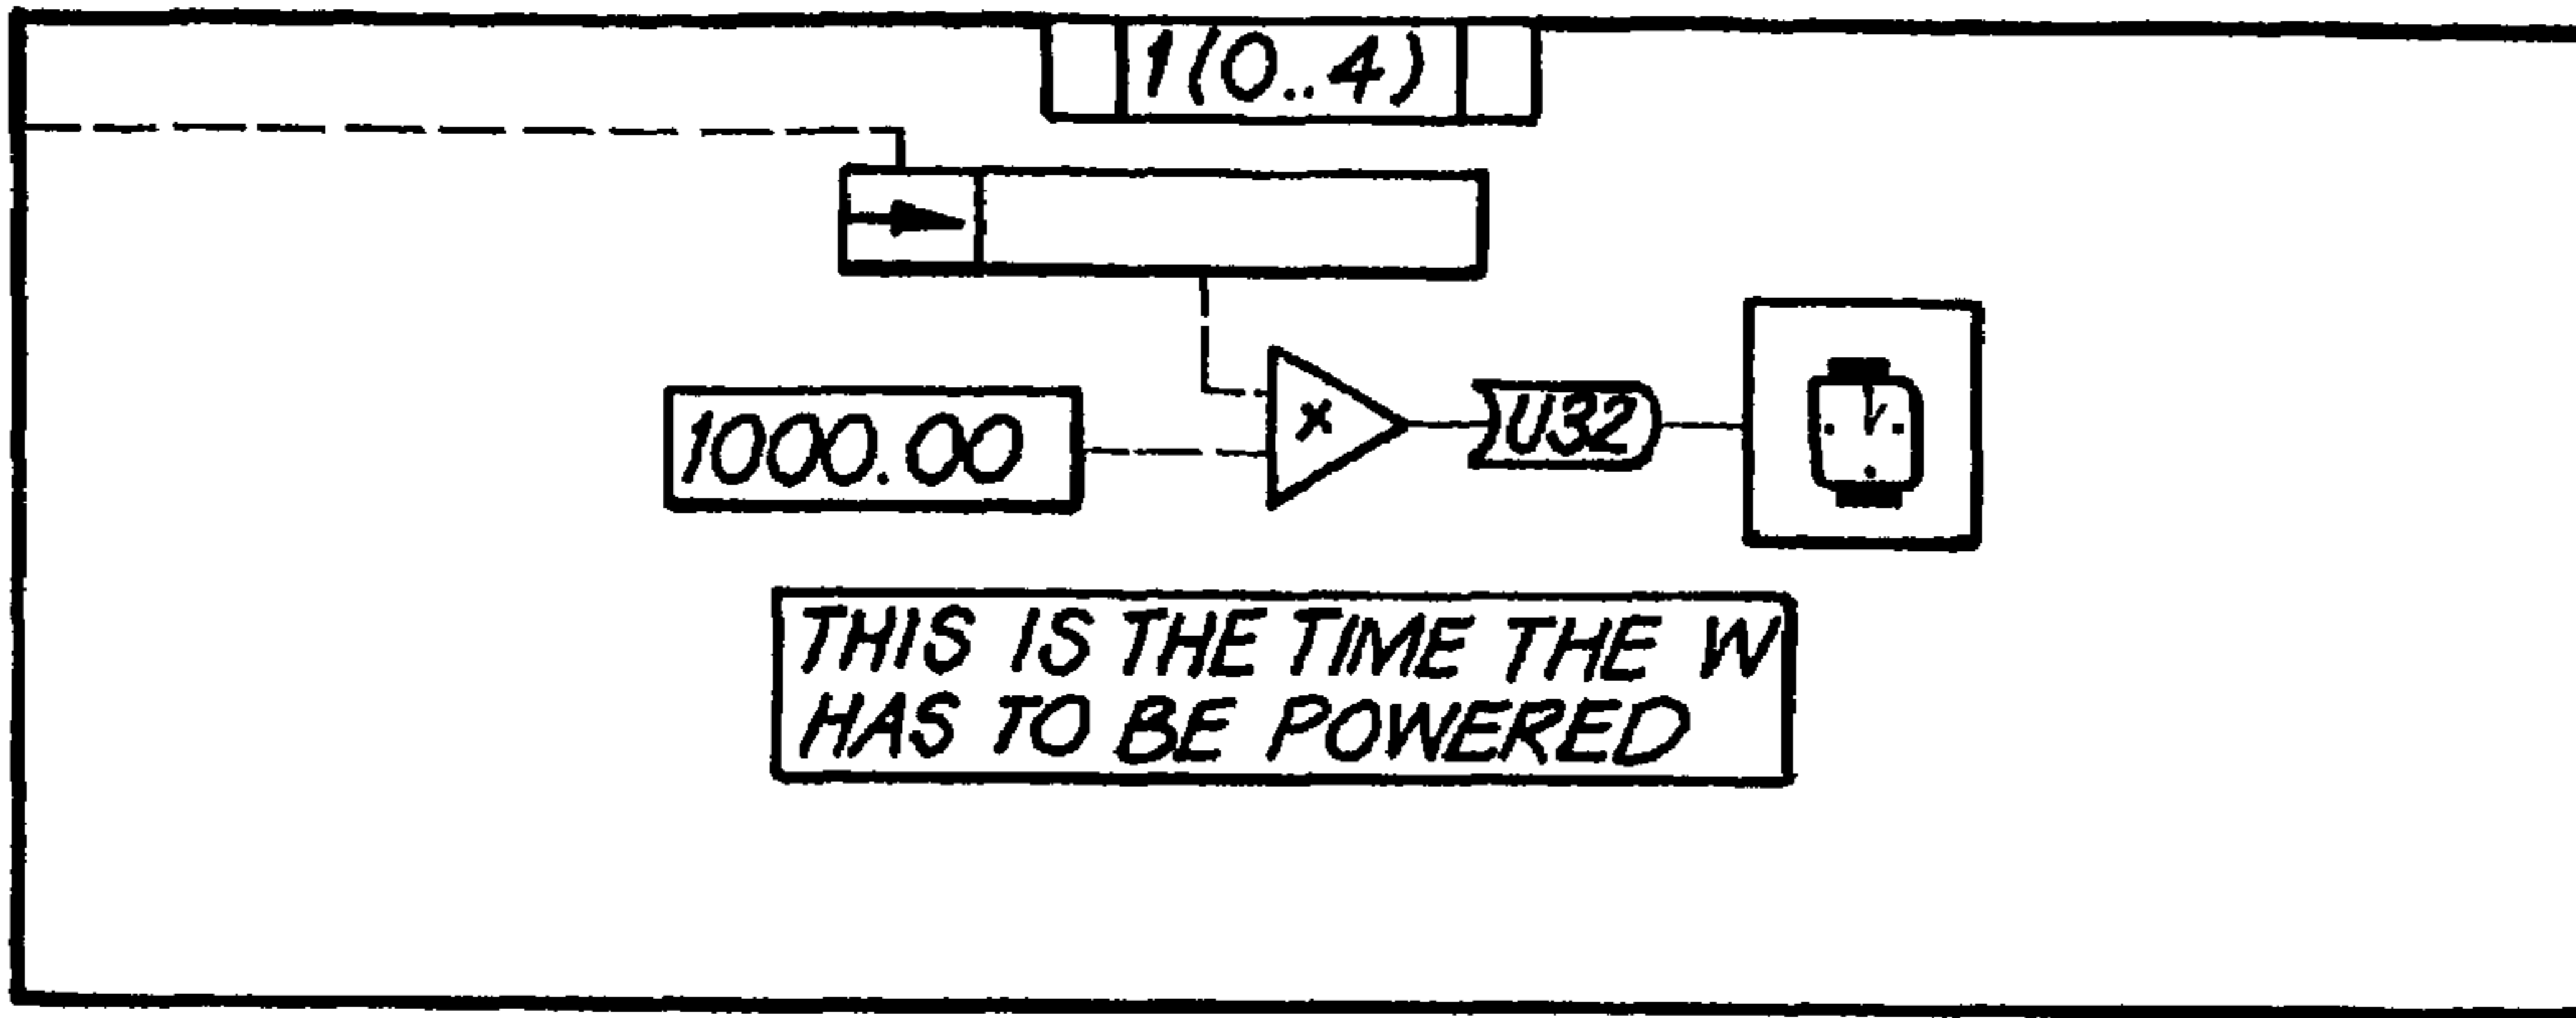 1(0..4)
1000.00
x
U32
THIS IS THE TIME THE W
HAS TO BE POWERED